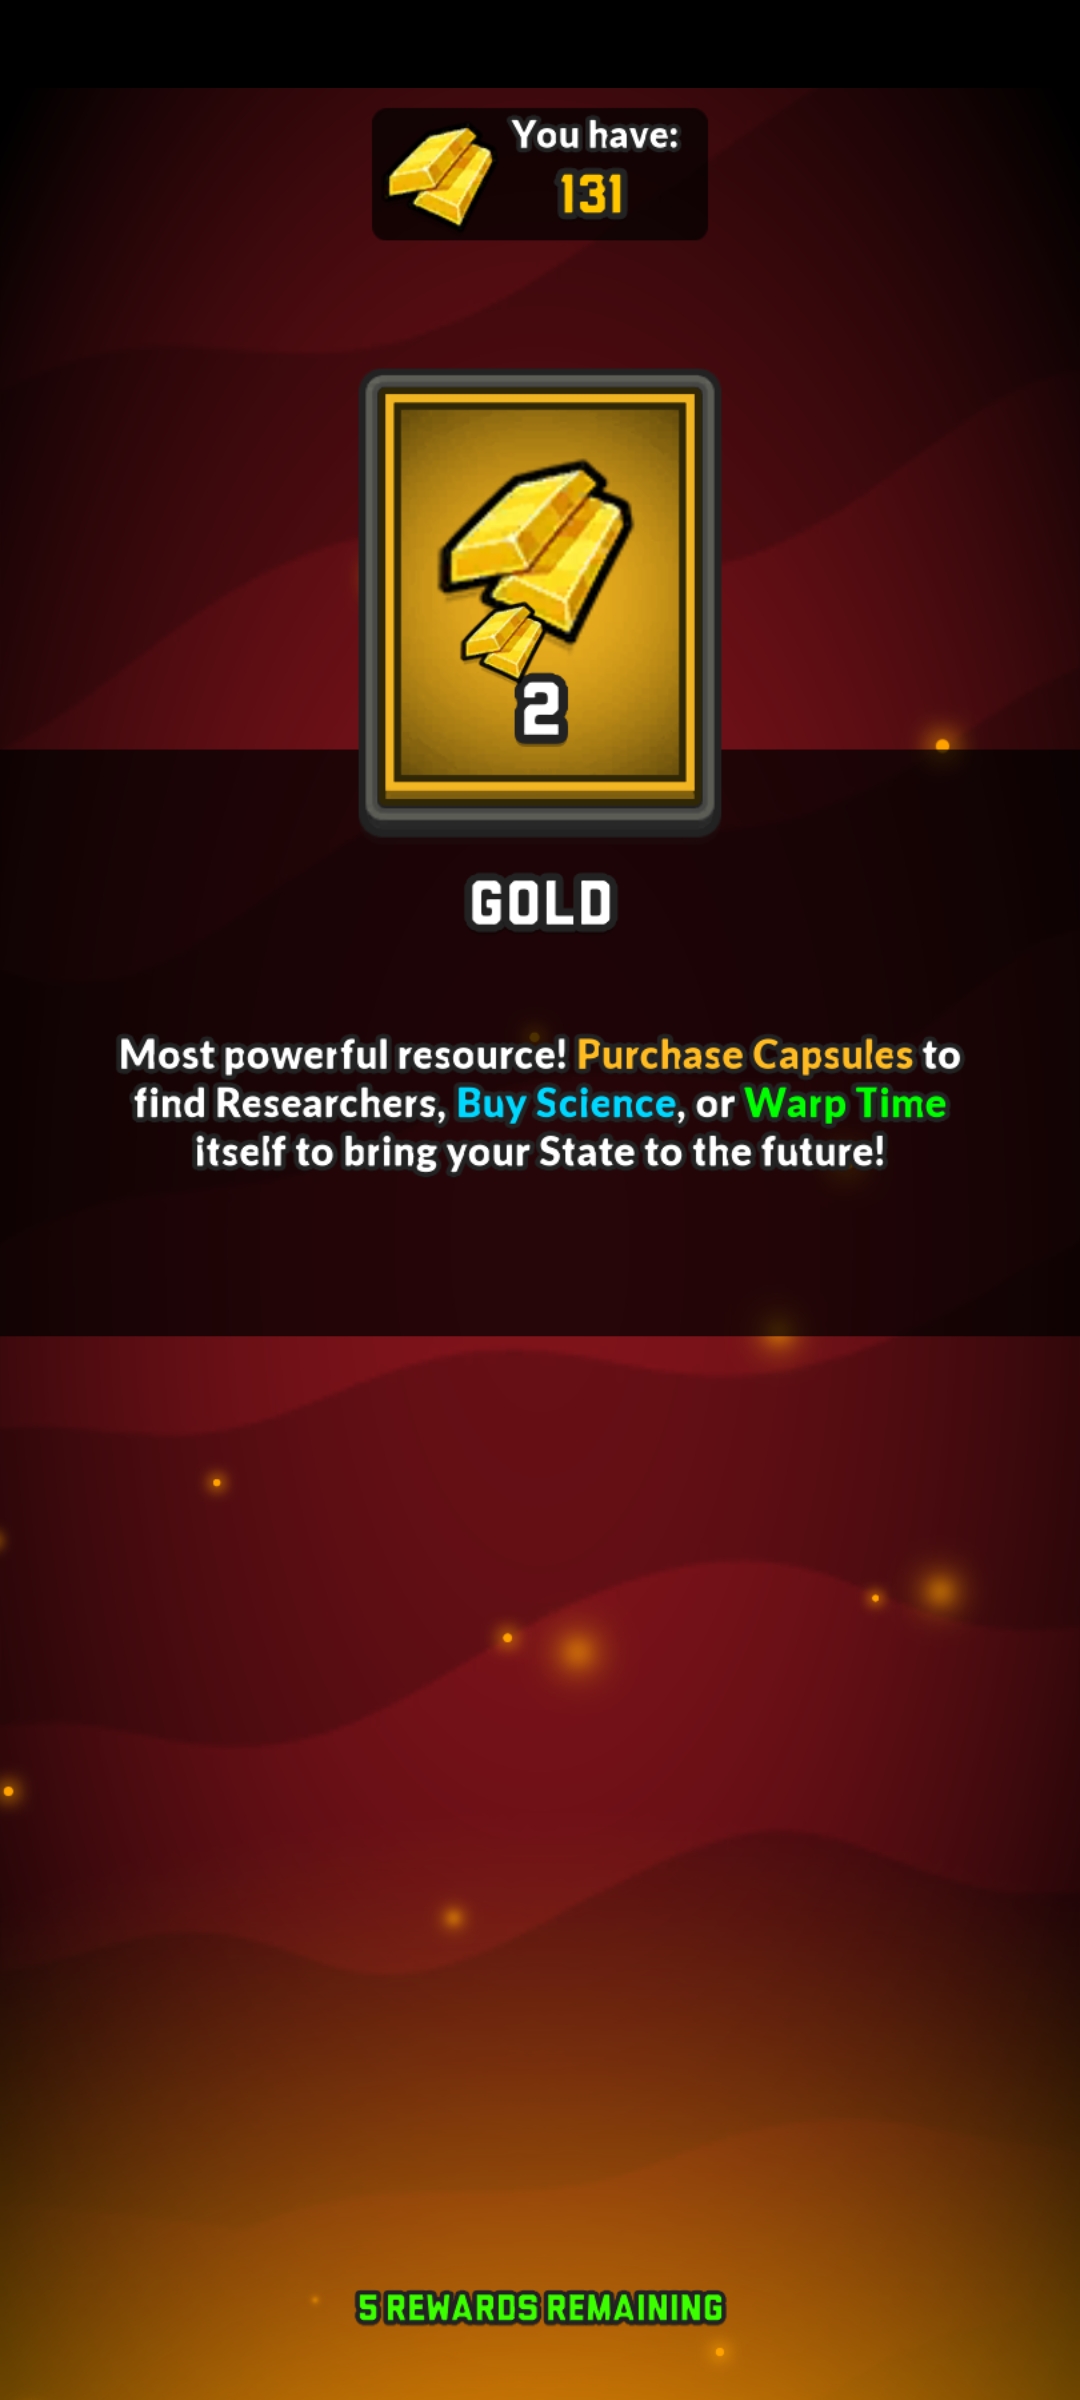 You have:
131
2
GOLD
Most powerful resource! Purchase Capsules to
find Researchers, Buy Science, or Warp Time
itself to bring your State to the future!
5 REWARDS REMAINING